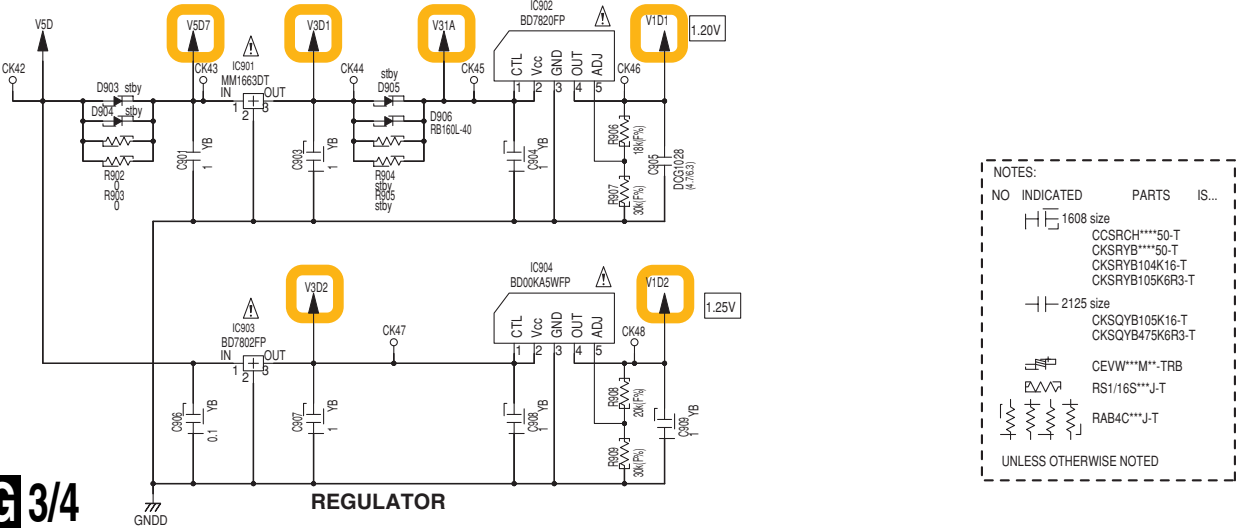 V5D
V5D7
V3D1
V31A
IC902
BD7820FP
V1D1
1.20V
CK42
CK43
CK44
CK45
CK46
D903 stby
D904 stby
IC901
MM1663DT
IN
OUT
1
2
3
stby
D905
D906
RB160L-40
CTL
Vcc
GND
OUT
ADJ
1
2
3
4
5
R902
0
R903
0
C901
1
YB
C903
1
YB
R904
stby
R905
stby
C904
1
YB
R906
18k(F%)
R907
30k(F%)
C905
DCG1028
(4.7/6.3)
V3D2
IC904
BD00KA5WFP
V1D2
1.25V
IC903
BD7802FP
IN
OUT
1
2
3
CK47
CK48
CTL
Vcc
GND
OUT
ADJ
1
2
3
4
5
C906
0.1
YB
C907
1
YB
C908
1
YB
R908
20k(F%)
R909
30k(F%)
C909
1
YB
G 3/4
GNDD
REGULATOR
NOTES:
NO INDICATED PARTS IS...
1608 size
CCSRCH****50-T
CKSRYB****50-T
CKSRYB104K16-T
CKSRYB105K6R3-T
2125 size
CKSQYB105K16-T
CKSQYB475K6R3-T
CEVW***M**-TRB
RS1/16S***J-T
RAB4C***J-T
UNLESS OTHERWISE NOTED